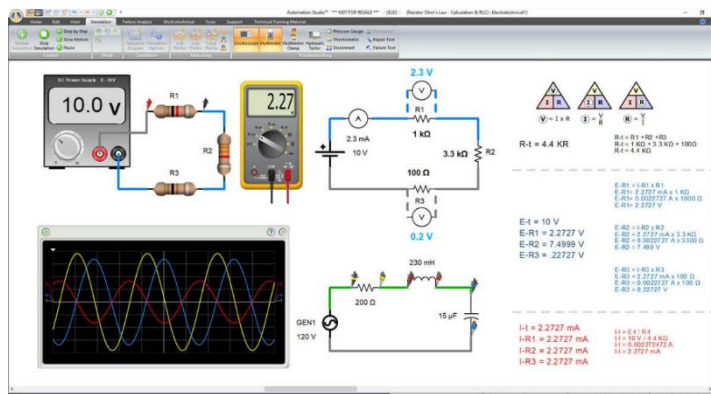 Automation Studio™ *** NOT FOR RESALE ***
Home Edit View Simulation Failure Analysis Electrotechnical Tools Support Technical Training Material
Stop
Simulation
Step by Step
Slow Motion
Pause
Oscilloscope
Multimeter
Multimeter
Clamp
Hydraulic
Tester
Pressure Gauge
Thermometer
Disconnect
Repair Tool
Failure Tool
DC Power Supply 0 - 30V
10.0 V
R1
R2
R3
2.27
2.3 V
V
R1
1 kΩ
A
2.3 mA
10 V
3.3 kΩ
R2
100 Ω
R3
V
0.2 V
V
I R
V
I R
V
I R
V = I x R
I = V
R
R = V
I
R-t = 4.4 KR
R-t = R1 +R2 +R3
R-t = 1 KΩ + 3.3 KΩ + 100Ω
R-t = 4.4 KΩ
E-t = 10 V
E-R1 = 2.2727 V
E-R2 = 7.4999 V
E-R3 = .22727 V
E-R1 = I-R1 x R1
E-R1= 2.2727 mA x 1 KΩ
E-R1= 0.0022727 A x 1000 Ω
E-R1= 2.2727 V
E-R2 = I-R2 x R2
E-R2 = 2.2727 mA x 3.3 KΩ
E-R2 = 0.0022727 A x 3300 Ω
E-R2 = 7.499 V
E-R3 = I-R3 x R3
E-R3 = 2.2727 mA x 100 Ω
E-R3 = 0.0022727 A x 100 Ω
E-R3 = 0.22727 V
230 mH
200 Ω
15 µF
GEN1
120 V
I-t = 2.2727 mA
I-R1 = 2.2727 mA
I-R2 = 2.2727 mA
I-R3 = 2.2727 mA
I-t = E-t / R-t
I-t = 10 V / 4.4 KΩ
I-t = 0.002272472 A
I-t = 2.2727 mA